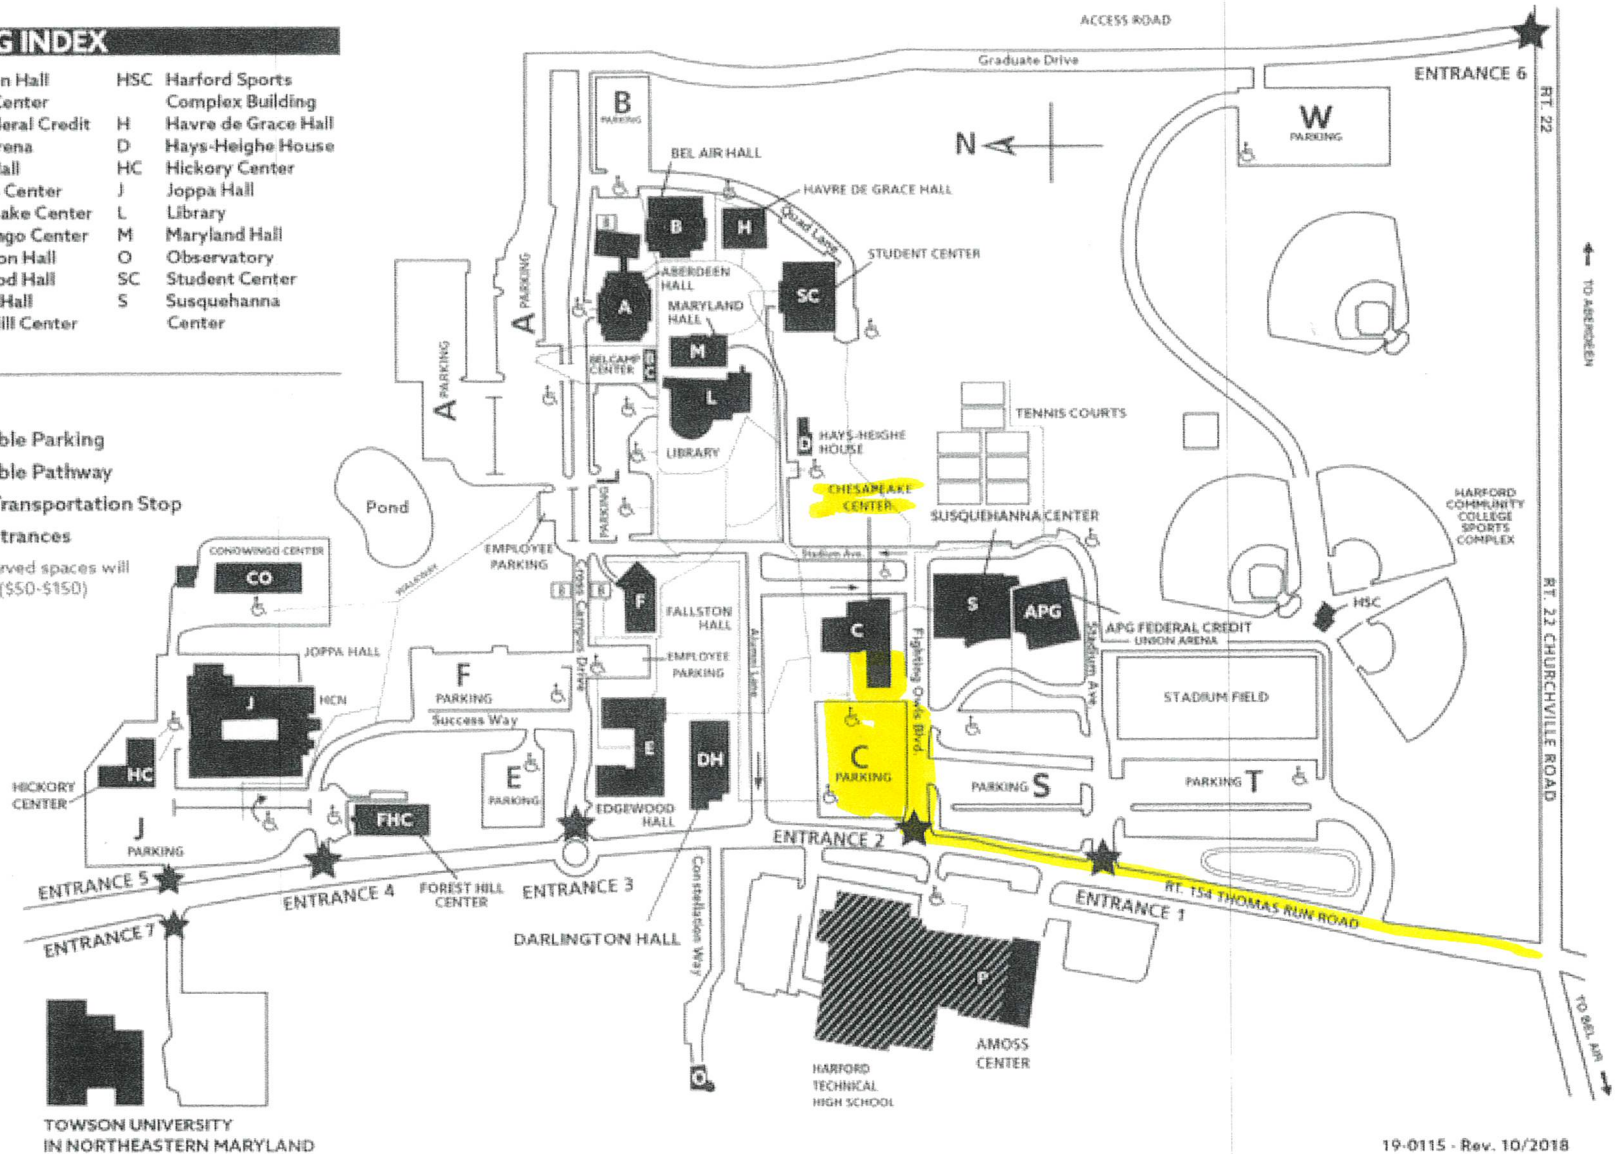 G INDEX
n Hall
Center
eral Credit
rena
Hall
Center
ake Center
ngo Center
on Hall
od Hall
Hall
ill Center
HSC Harford Sports
Complex Building
H Havre de Grace Hall
D Hays-Heighe House
HC Hickory Center
J Joppa Hall
L Library
M Maryland Hall
O Observatory
SC Student Center
S Susquehanna
Center
ble Parking
ble Pathway
Transportation Stop
trances
rved spaces will
($50-$150)
ACCESS ROAD
Graduate Drive
ENTRANCE 6
RT. 22
W
PARKING
B
PARKING
N
BEL AIR HALL
HAVRE DE GRACE HALL
Quad Lane
B
H
B
STUDENT CENTER
SC
A PARKING
ABERDEEN
HALL
A
MARYLAND
HALL
M
TO ABERDEEN
A PARKING
BELCAMP
CENTER
BC
L
LIBRARY
TENNIS COURTS
D
HAYS-HEIGHE
HOUSE
Pond
L
PARKING
CHESAPEAKE
CENTER
SUSQUEHANNA CENTER
HARFORD
COMMUNITY
COLLEGE
SPORTS
COMPLEX
EMPLOYEE
PARKING
Stadium Ave.
CONOWINGO CENTER
CO
WALKWAY
Cross Campus Drive
B
B
F
FALLSTON
HALL
Alumni Lane
C
Fighting Owls Blvd.
S
APG
APG FEDERAL CREDIT
UNION ARENA
Stadium Ave.
HSC
RT. 22 CHURCHVILLE ROAD
JOPPA HALL
J
HCN
F
PARKING
Success Way
EMPLOYEE
PARKING
STADIUM FIELD
HICKORY
CENTER
HC
E
PARKING
E
EDGEWOOD
HALL
DH
C
PARKING
PARKING S
PARKING T
J
PARKING
FHC
ENTRANCE 2
ENTRANCE 5
ENTRANCE 4
FOREST HILL
CENTER
ENTRANCE 3
ENTRANCE 1
RT. 154 THOMAS RUN ROAD
ENTRANCE 7
DARLINGTON HALL
Constellation Way
P
AMOSS
CENTER
O
HARFORD
TECHNICAL
HIGH SCHOOL
TO BEL AIR
TOWSON UNIVERSITY
IN NORTHEASTERN MARYLAND
19-0115 - Rev. 10/2018